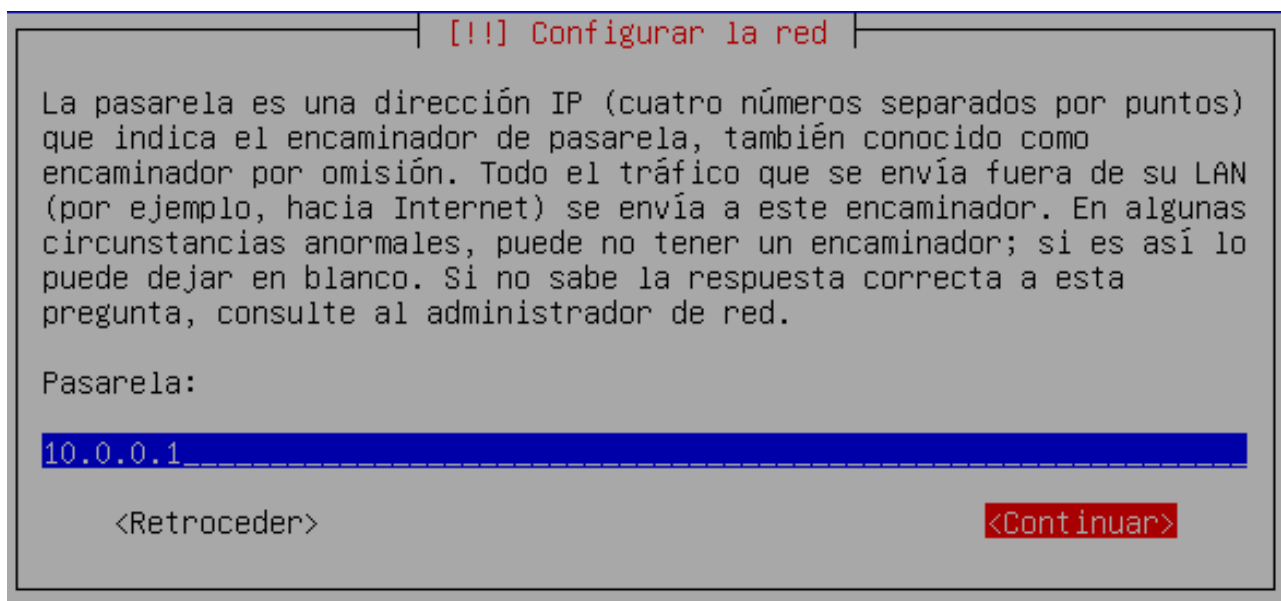 [!!] Configurar la red
La pasarela es una dirección IP (cuatro números separados por puntos)
que indica el encaminador de pasarela, también conocido como
encaminador por omisión. Todo el tráfico que se envía fuera de su LAN
(por ejemplo, hacia Internet) se envía a este encaminador. En algunas
circunstancias anormales, puede no tener un encaminador; si es así lo
puede dejar en blanco. Si no sabe la respuesta correcta a esta
pregunta, consulte al administrador de red.
Pasarela:
10.0.0.1
<Retroceder> <Continuar>